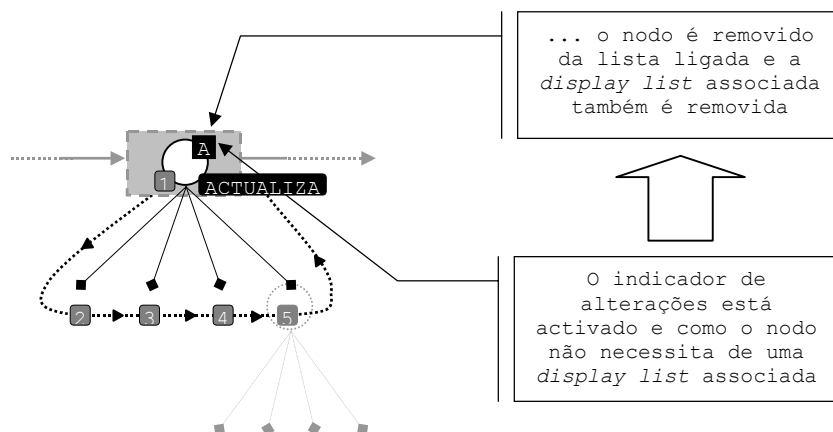 ... o nodo é removido
da lista ligada e a
display list associada
também é removida
A
1
ACTUALIZA
2 3 4 5
O indicador de
alterações está
activado e como o nodo
não necessita de uma
display list associada